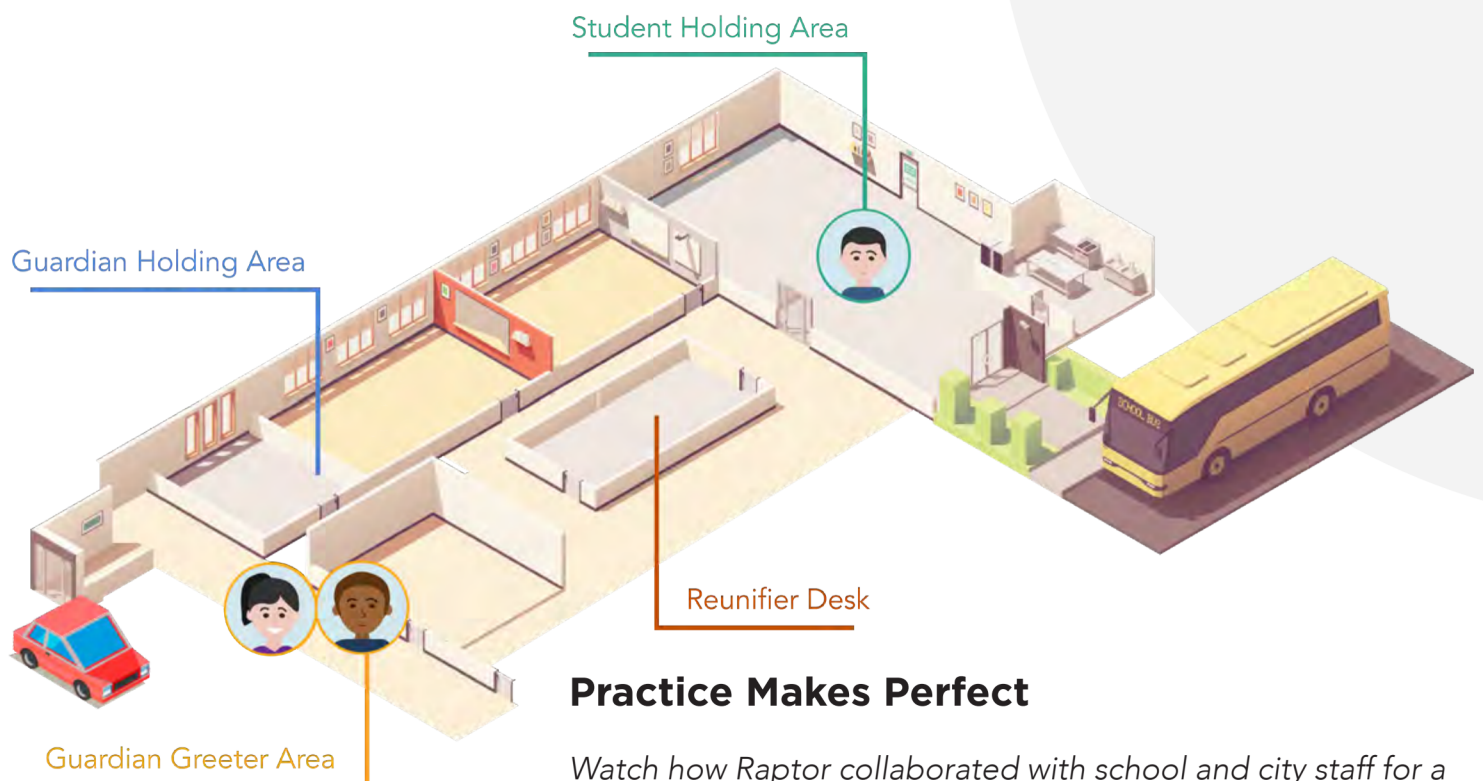 Student Holding Area
Guardian Holding Area
SCHOOL BUS
Reunifier Desk
Practice Makes Perfect
Guardian Greeter Area
Watch how Raptor collaborated with school and city staff for a